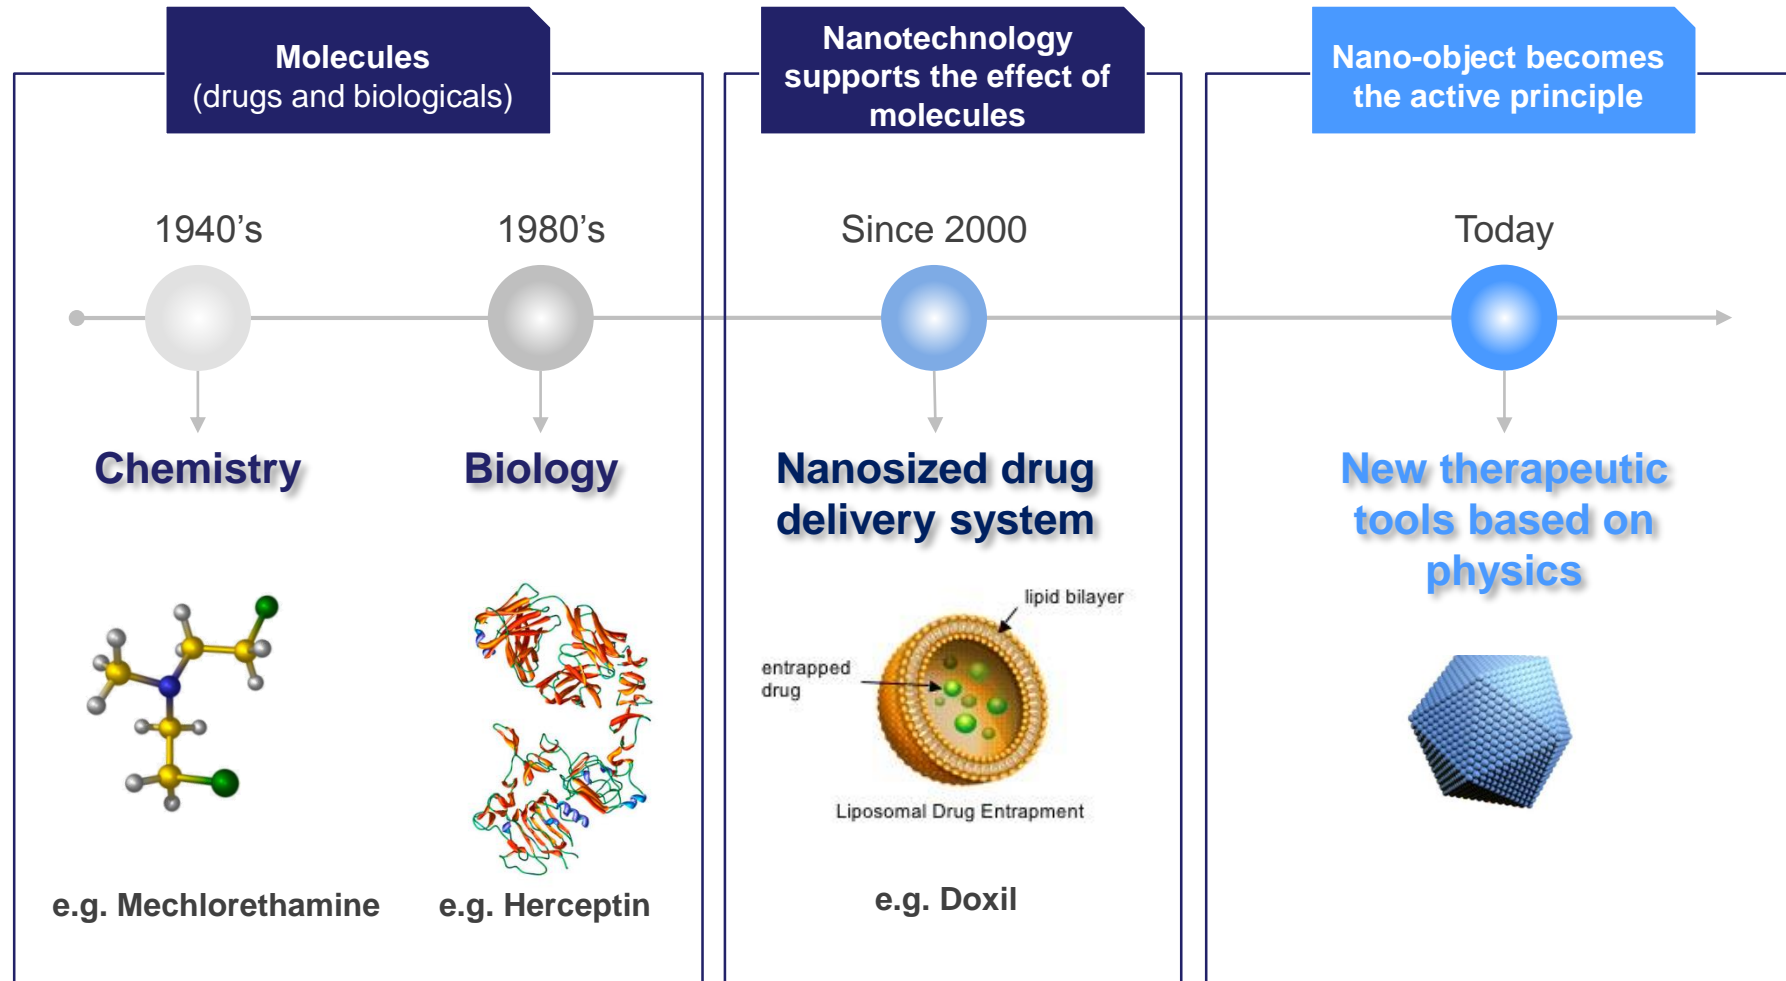 Molecules
(drugs and biologicals)
Nanotechnology
supports the effect of
molecules
Nano-object becomes
the active principle
1940’s
1980’s
Since 2000
Today
Chemistry
Biology
Nanosized drug
delivery system
New therapeutic
tools based on
physics
lipid bilayer
entrapped
drug
Liposomal Drug Entrapment
e.g. Mechlorethamine
e.g. Herceptin
e.g. Doxil